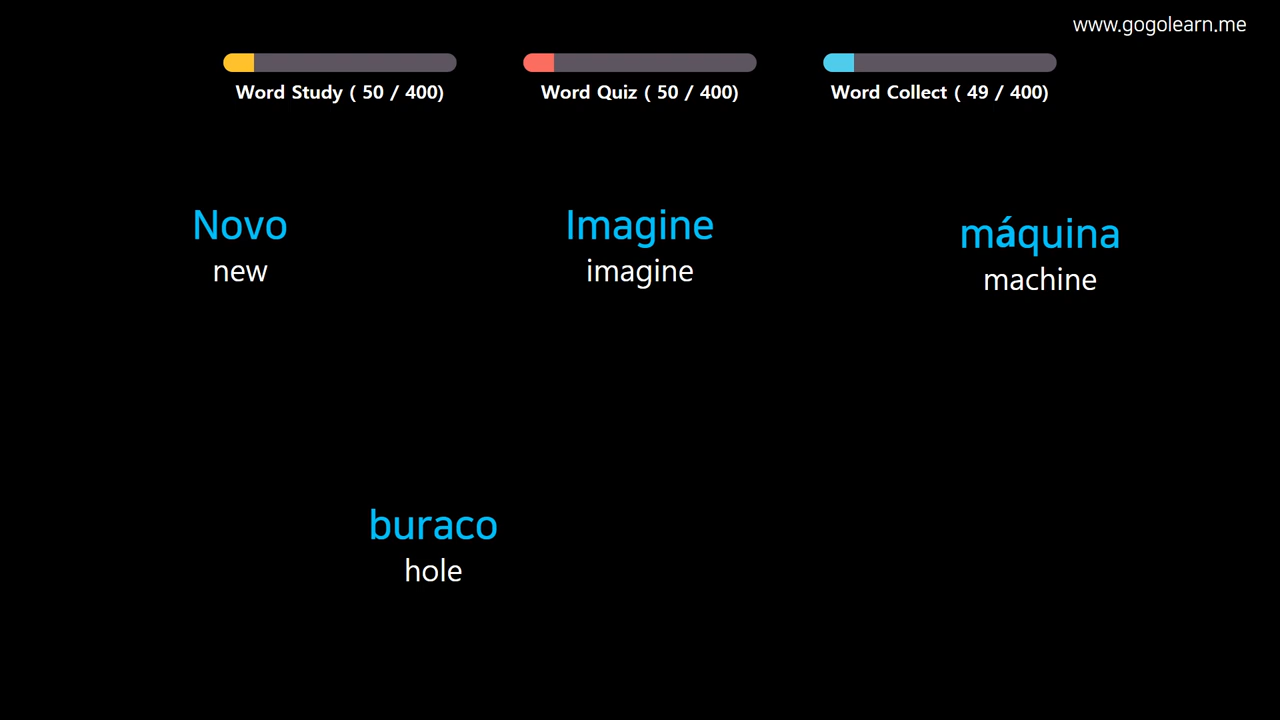 www.gogolearn.me
Word Study ( 50 / 400)
Word Quiz ( 50 / 400)
Word Collect ( 49 / 400)
Novo
new
Imagine
imagine
máquina
machine
buraco
hole